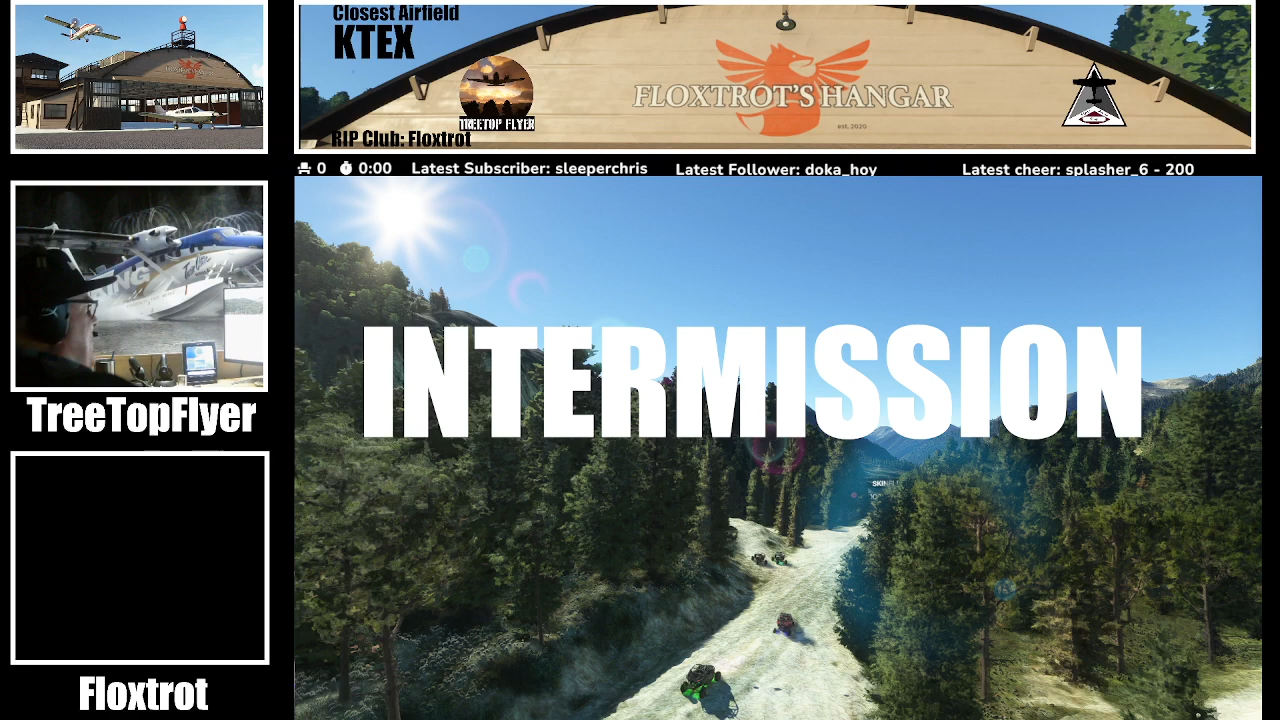 Closest Airfield
KTEX
TREETOP FLYER
FLOXTROT'S HANGAR
est. 2020
RIP Club: Floxtrot
0 0:00 Latest Subscriber: sleeperchris Latest Follower: doka_hoy Latest cheer: splasher_6 - 200
INTERMISSION
TreeTopFlyer
Floxtrot